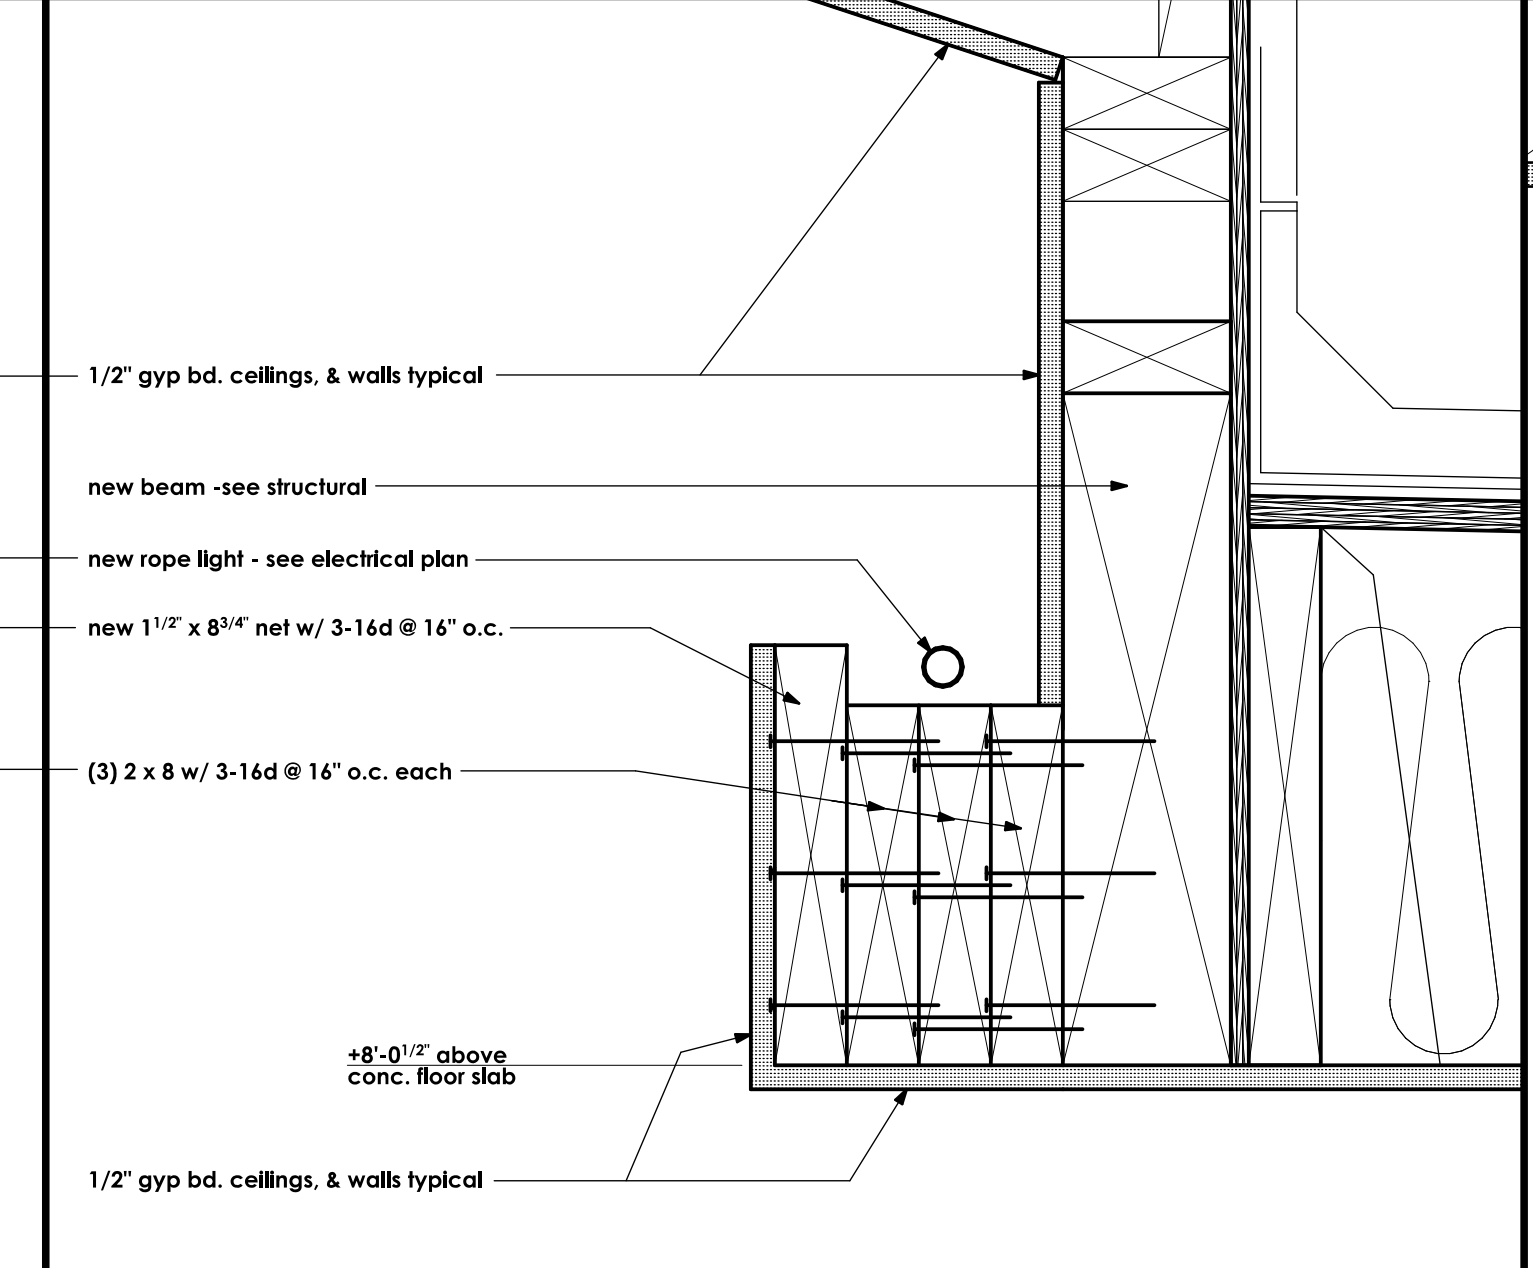 1/2" gyp bd. ceilings, & walls typical
new beam -see structural
new rope light - see electrical plan
new 1 1/2" x 8 3/4" net w/ 3-16d @ 16" o.c.
(3) 2 x 8 w/ 3-16d @ 16" o.c. each
+8'-0 1/2" above
conc. floor slab
1/2" gyp bd. ceilings, & walls typical